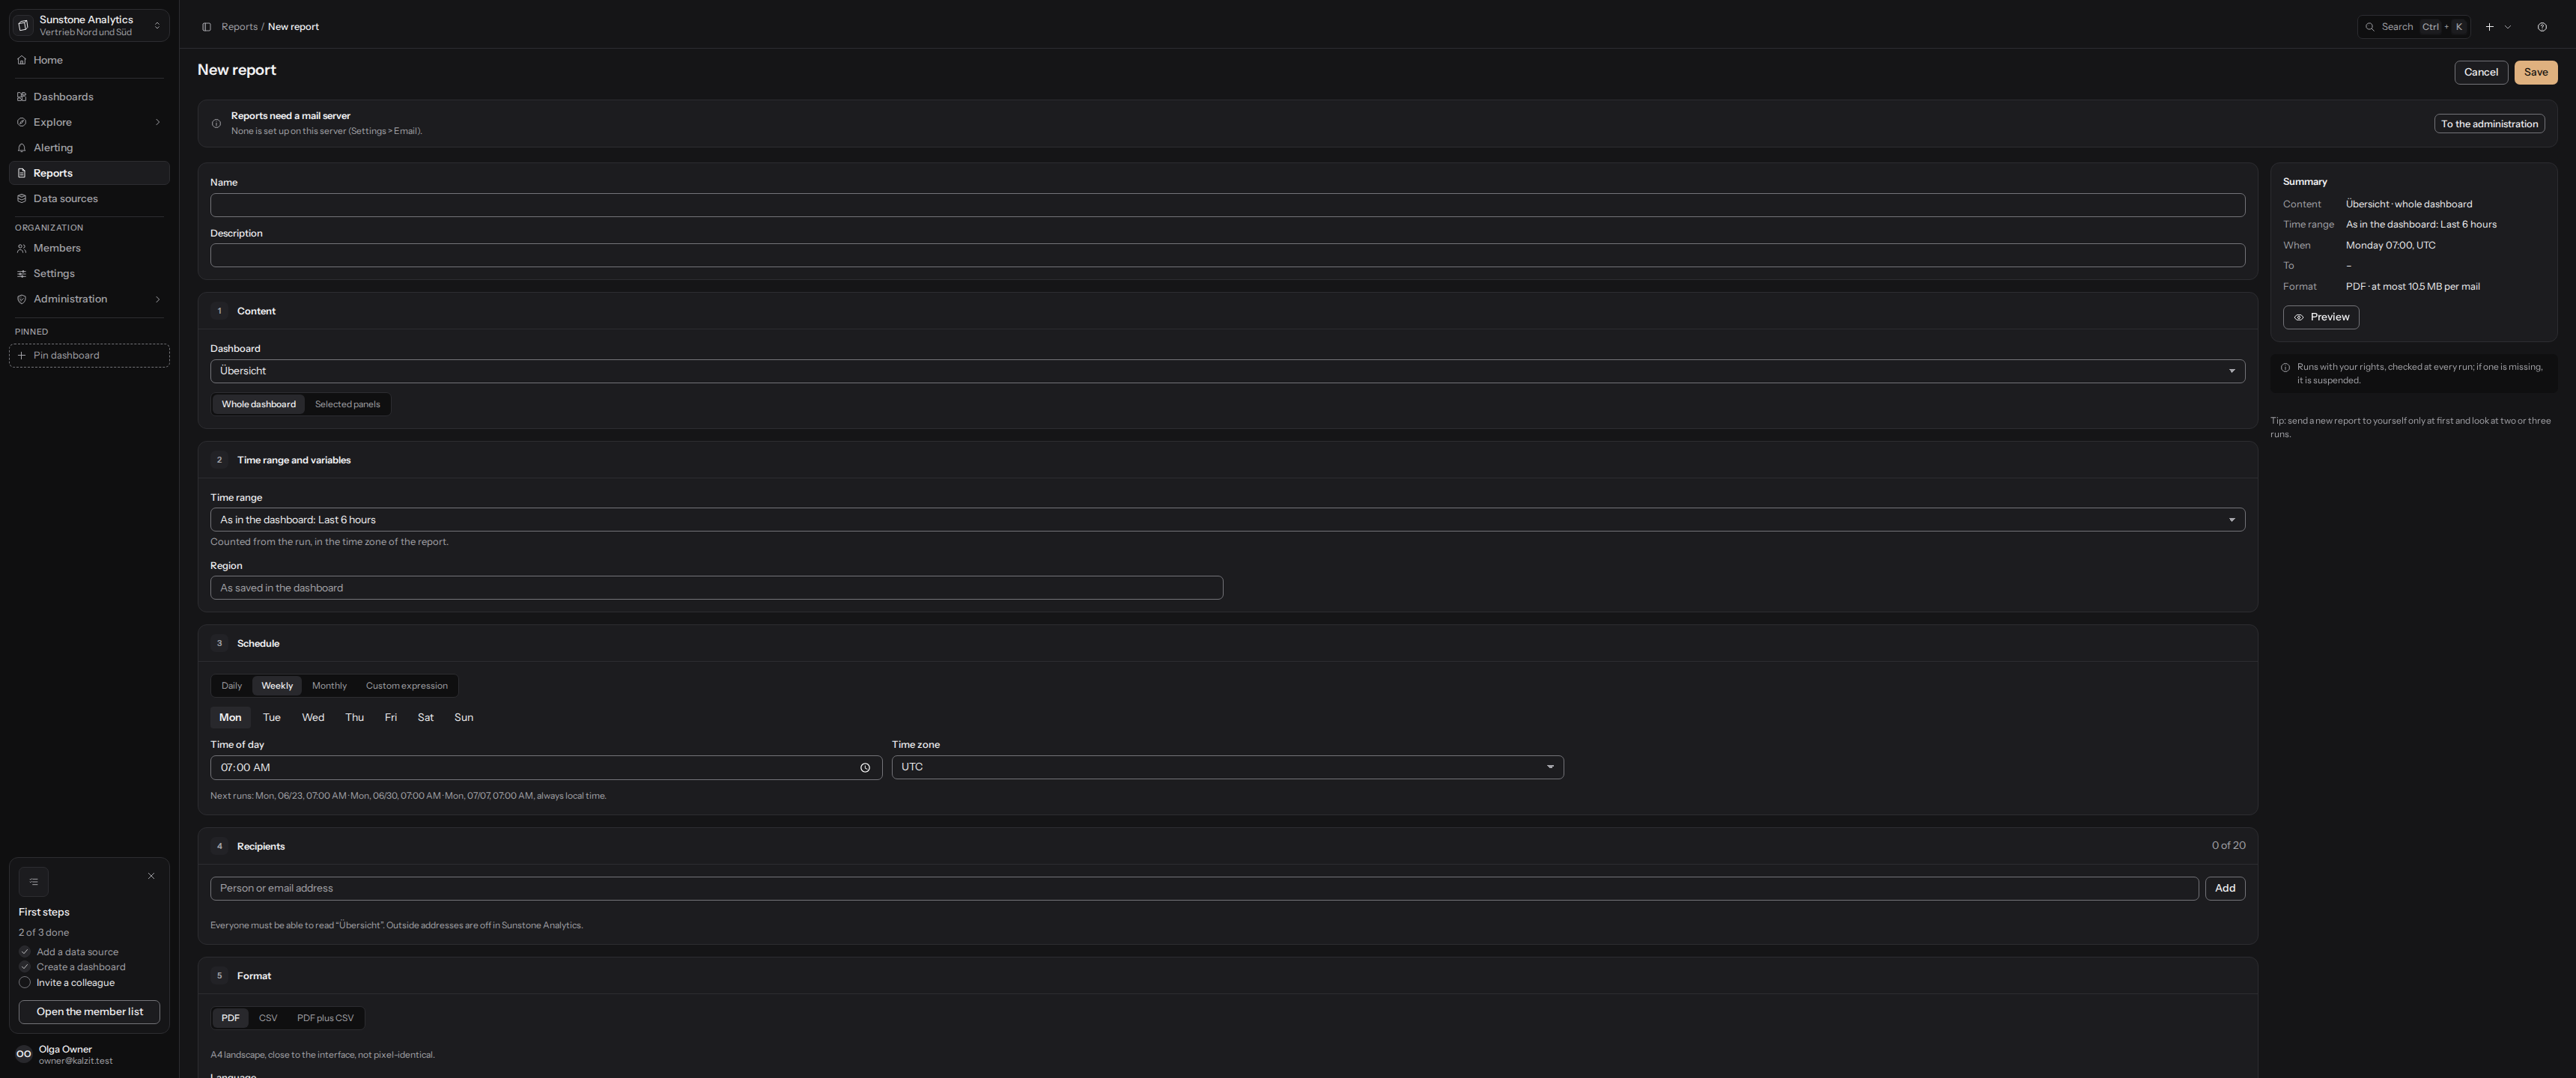 Sunstone Analytics
Vertrieb Nord und Süd
Home
Dashboards
Explore
Alerting
Reports
Data sources
ORGANIZATION
Members
Settings
Administration
PINNED
Pin dashboard
First steps
2 of 3 done
Add a data source
Create a dashboard
Invite a colleague
Open the member list
OO
Olga Owner
owner@kalzit.test
Reports / New report
Search Ctrl + K
New report
Cancel
Save
Reports need a mail server
None is set up on this server (Settings > Email).
To the administration
Name
Description
1 Content
Dashboard
Übersicht
Whole dashboard Selected panels
2 Time range and variables
Time range
As in the dashboard: Last 6 hours
Counted from the run, in the time zone of the report.
Region
As saved in the dashboard
3 Schedule
Daily Weekly Monthly Custom expression
Mon Tue Wed Thu Fri Sat Sun
Time of day Time zone
07:00 AM UTC
Next runs: Mon, 06/23, 07:00 AM · Mon, 06/30, 07:00 AM · Mon, 07/07, 07:00 AM, always local time.
4 Recipients 0 of 20
Person or email address Add
Everyone must be able to read “Übersicht”. Outside addresses are off in Sunstone Analytics.
5 Format
PDF CSV PDF plus CSV
A4 landscape, close to the interface, not pixel-identical.
Language
Summary
Content Übersicht · whole dashboard
Time range As in the dashboard: Last 6 hours
When Monday 07:00, UTC
To –
Format PDF · at most 10.5 MB per mail
Preview
Runs with your rights, checked at every run; if one is missing,
it is suspended.
Tip: send a new report to yourself only at first and look at two or three
runs.